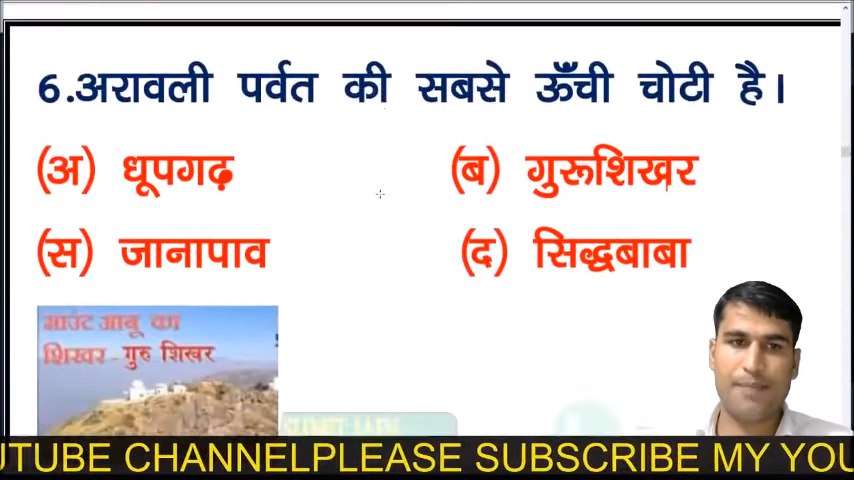 6.अरावली पर्वत की सबसे ऊँची चोटी है।
(अ) धूपगढ़ (ब) गुरूशिखर
(स) जानापाव (द) सिद्धबाबा
माउंट आबू का
शिखर - गुरु शिखर
UTUBE CHANNELPLEASE SUBSCRIBE MY YOU